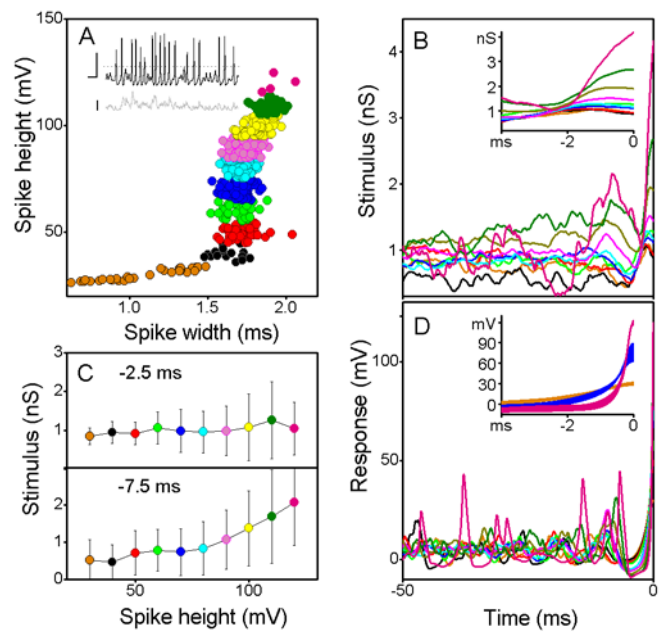 A
B
C
D
150
100
50
Spike height (mV)
1.0
1.5
2.0
Spike width (ms)
4
3
2
1
Stimulus (nS)
nS
3
2
1
ms
-2
0
3
2
1
0
2
1
0
Stimulus (nS)
-2.5 ms
-7.5 ms
50
100
Spike height (mV)
100
50
0
Response (mV)
mV
90
60
30
0
ms
-2
0
-50
0
Time (ms)